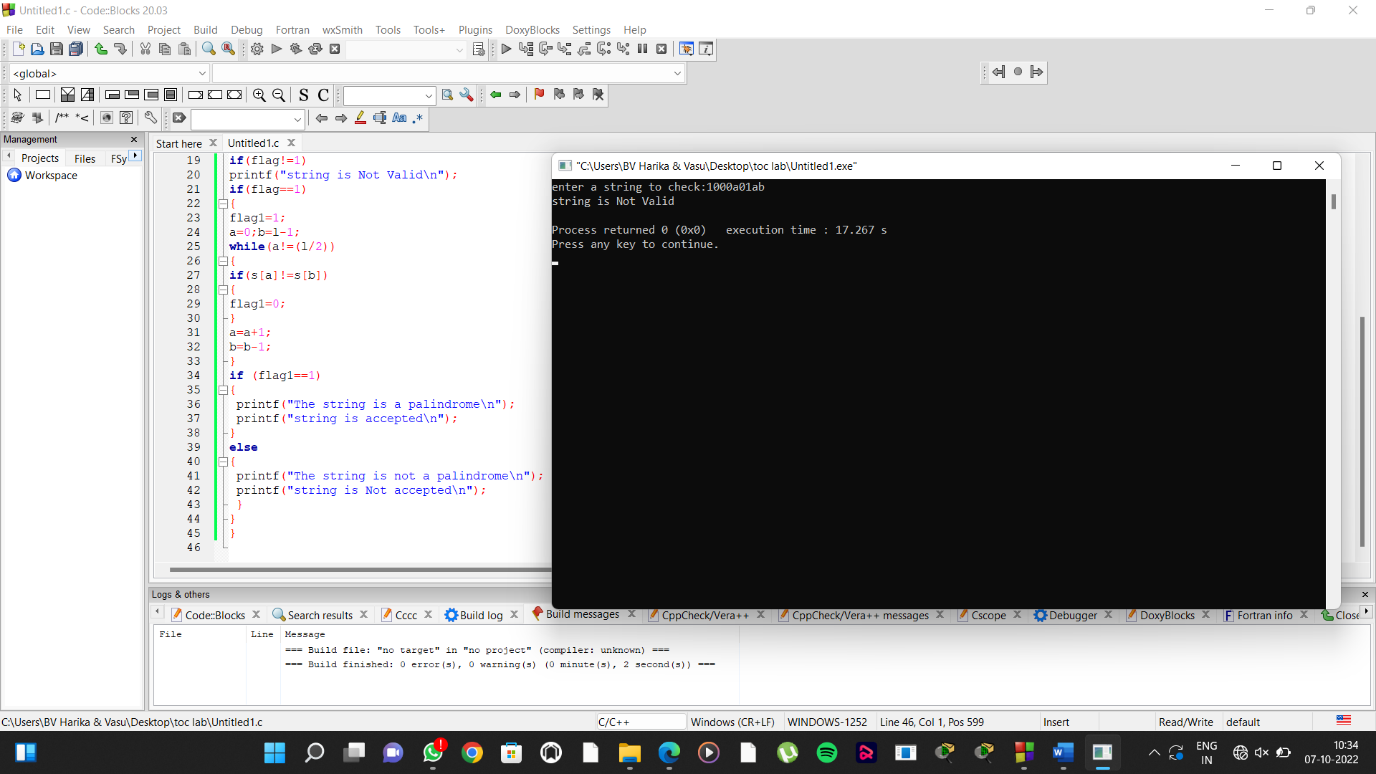 Untitled1.c - Code::Blocks 20.03
File Edit View Search Project Build Debug Fortran wxSmith Tools Tools+ Plugins DoxyBlocks Settings Help
<global>
S C
/** *<
Aa .*
Management
Projects Files FSy
Workspace
Start here Untitled1.c
19 if(flag!=1)
20 printf("string is Not Valid\n");
21 if(flag==1)
22 {
23 flag1=1;
24 a=0;b=l-1;
25 while(a!=(l/2))
26 {
27 if(s[a]!=s[b])
28 {
29 flag1=0;
30 }
31 a=a+1;
32 b=b-1;
33 }
34 if (flag1==1)
35 {
36 printf("The string is a palindrome\n");
37 printf("string is accepted\n");
38 }
39 else
40 {
41 printf("The string is not a palindrome\n");
42 printf("string is Not accepted\n");
43 }
44 }
45 }
46
"C:\Users\BV Harika & Vasu\Desktop\toc lab\Untitled1.exe"
enter a string to check:1000a01ab
string is Not Valid
Process returned 0 (0x0) execution time : 17.267 s
Press any key to continue.
Logs & others
Code::Blocks Search results Cccc Build log Build messages CppCheck/Vera++ CppCheck/Vera++ messages Cscope Debugger DoxyBlocks Fortran info Close
File Line Message
=== Build file: "no target" in "no project" (compiler: unknown) ===
=== Build finished: 0 error(s), 0 warning(s) (0 minute(s), 2 second(s)) ===
C:\Users\BV Harika & Vasu\Desktop\toc lab\Untitled1.c C/C++ Windows (CR+LF) WINDOWS-1252 Line 46, Col 1, Pos 599 Insert Read/Write default
ENG
IN
10:34
07-10-2022